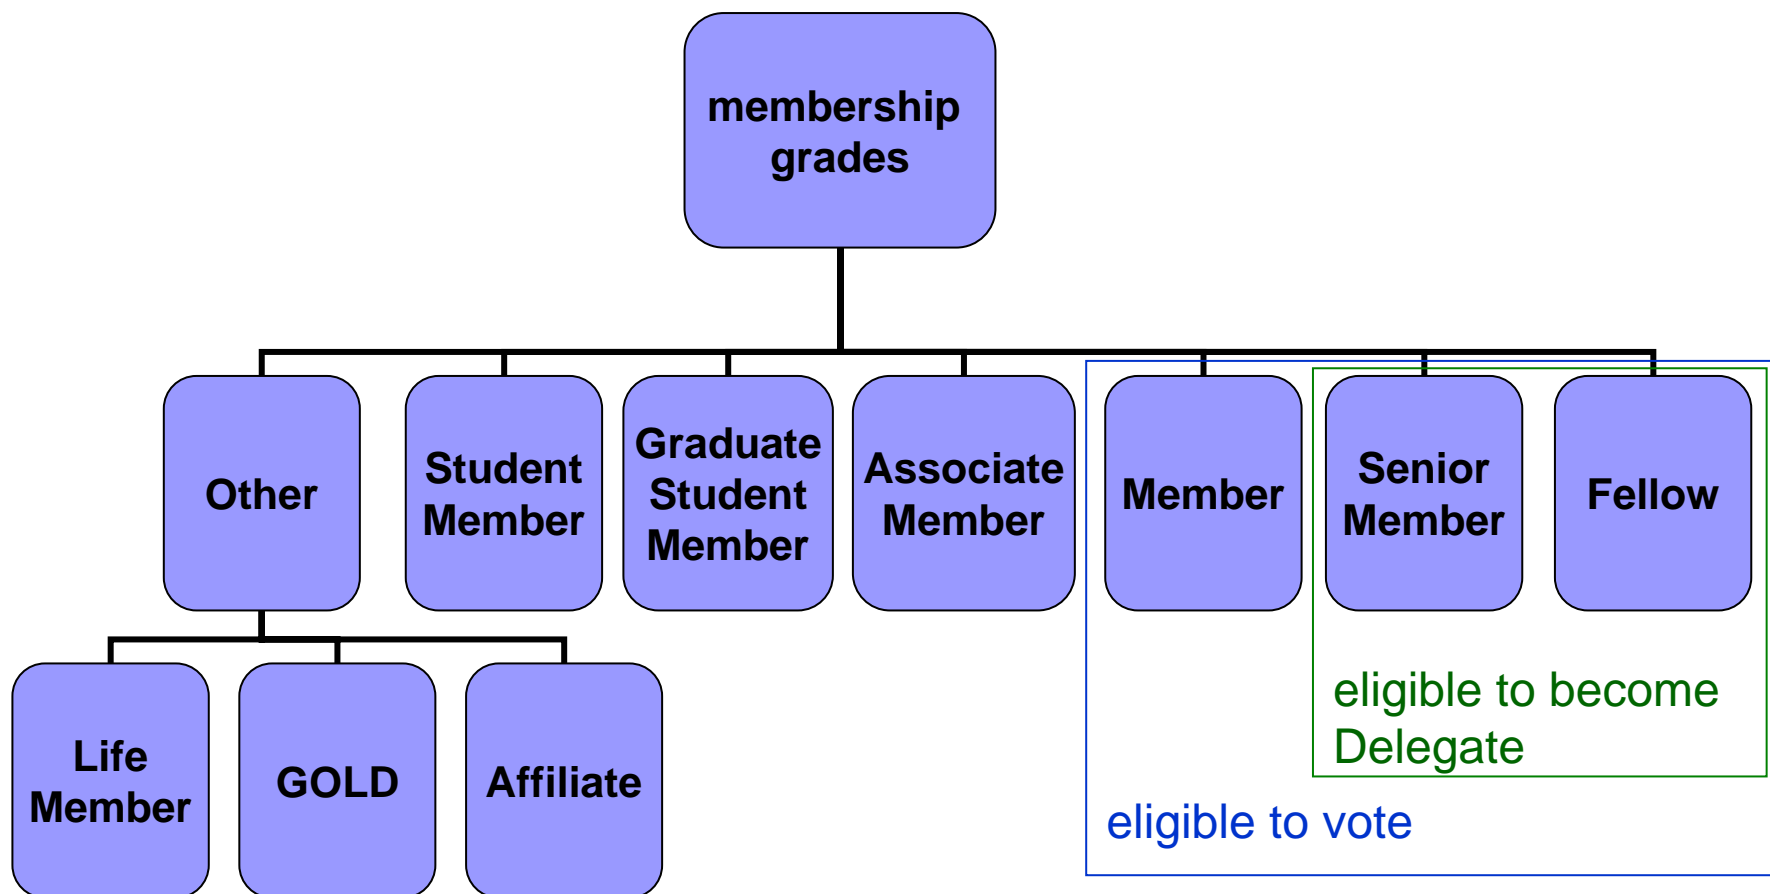 membership
grades
Other
Student
Member
Graduate
Student
Member
Associate
Member
Member
Senior
Member
Fellow
Life
Member
GOLD
Affiliate
eligible to become
Delegate
eligible to vote